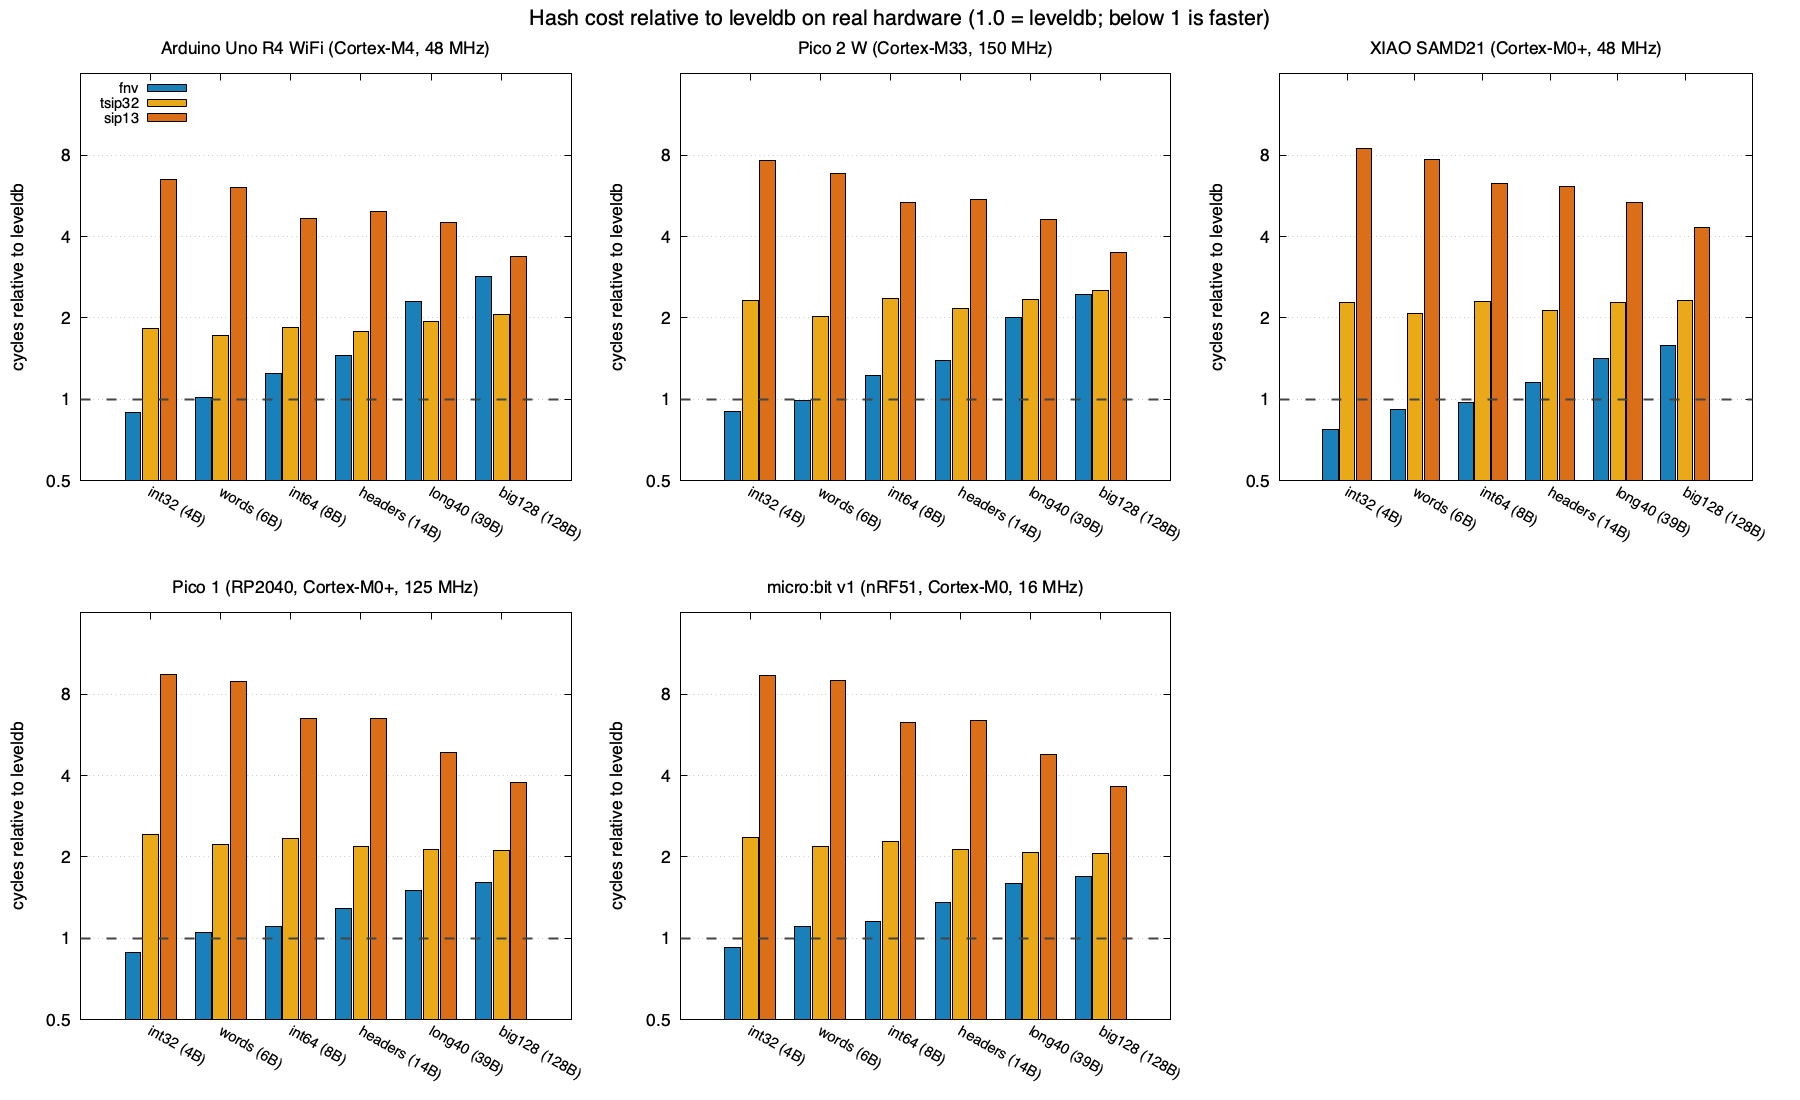 Hash cost relative to leveldb on real hardware (1.0 = leveldb; below 1 is faster)
Arduino Uno R4 WiFi (Cortex-M4, 48 MHz)
fnv
tsip32
sip13
cycles relative to leveldb
8
4
2
1
0.5
int32 (4B)
words (6B)
int64 (8B)
headers (14B)
long40 (39B)
big128 (128B)
Pico 2 W (Cortex-M33, 150 MHz)
cycles relative to leveldb
8
4
2
1
0.5
int32 (4B)
words (6B)
int64 (8B)
headers (14B)
long40 (39B)
big128 (128B)
XIAO SAMD21 (Cortex-M0+, 48 MHz)
cycles relative to leveldb
8
4
2
1
0.5
int32 (4B)
words (6B)
int64 (8B)
headers (14B)
long40 (39B)
big128 (128B)
Pico 1 (RP2040, Cortex-M0+, 125 MHz)
cycles relative to leveldb
8
4
2
1
0.5
int32 (4B)
words (6B)
int64 (8B)
headers (14B)
long40 (39B)
big128 (128B)
micro:bit v1 (nRF51, Cortex-M0, 16 MHz)
cycles relative to leveldb
8
4
2
1
0.5
int32 (4B)
words (6B)
int64 (8B)
headers (14B)
long40 (39B)
big128 (128B)